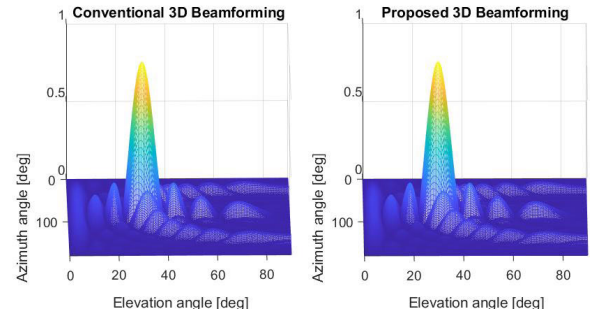 Conventional 3D Beamforming
1
0.5
0
0
100
Azimuth angle [deg]
0 20 40 60 80
Elevation angle [deg]
Proposed 3D Beamforming
1
0.5
0
0
100
Azimuth angle [deg]
0 20 40 60 80
Elevation angle [deg]